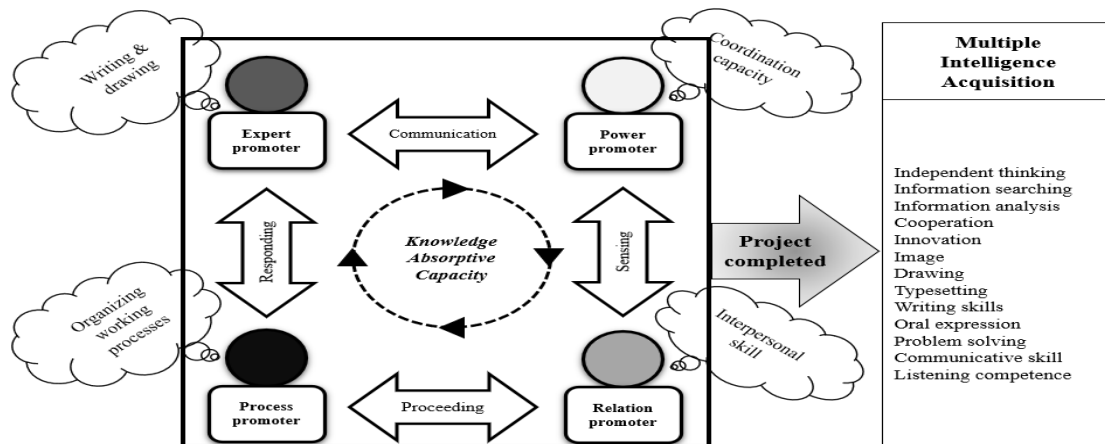 Writing &
drawing
Expert
promoter
Communication
Power
promoter
Coordination
capacity
Responding
Knowledge
Absorptive
Capacity
Sensing
Organizing
working
processes
Process
promoter
Proceeding
Relation
promoter
Interpersonal
skill
Project
completed
Multiple
Intelligence
Acquisition
Independent thinking
Information searching
Information analysis
Cooperation
Innovation
Image
Drawing
Typesetting
Writing skills
Oral expression
Problem solving
Communicative skill
Listening competence